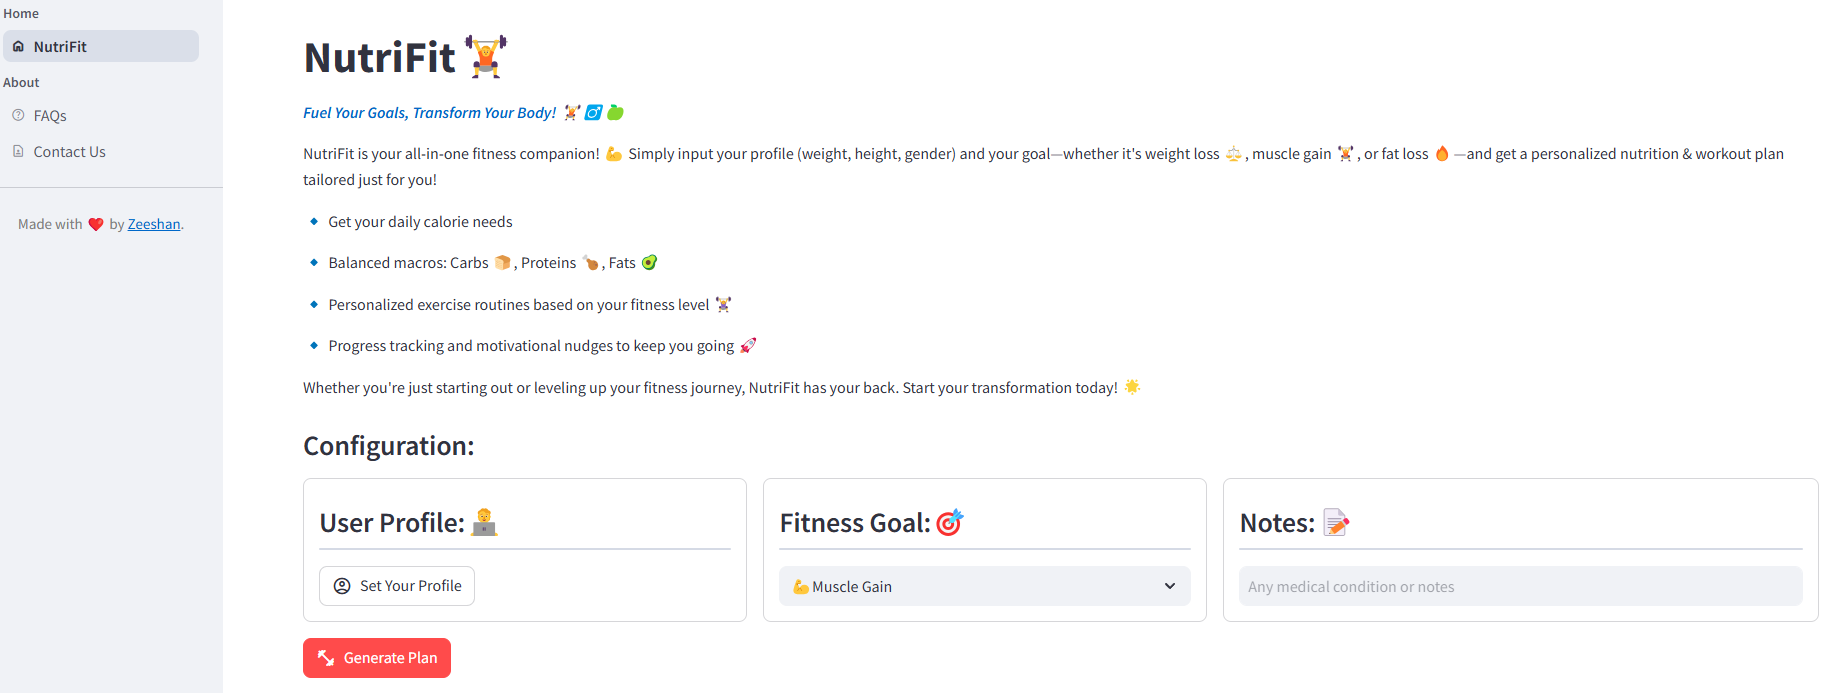 Home
NutriFit
About
FAQs
Contact Us
Made with ❤️ by Zeeshan.
NutriFit 🏋️
Fuel Your Goals, Transform Your Body! 🏋️♂️🍏
NutriFit is your all-in-one fitness companion! 💪 Simply input your profile (weight, height, gender) and your goal—whether it's weight loss ⚖️, muscle gain 🏋️, or fat loss 🔥—and get a personalized nutrition & workout plan
tailored just for you!
🔹 Get your daily calorie needs
🔹 Balanced macros: Carbs 🍞, Proteins 🍗, Fats 🥑
🔹 Personalized exercise routines based on your fitness level 🏋️
🔹 Progress tracking and motivational nudges to keep you going 🚀
Whether you're just starting out or leveling up your fitness journey, NutriFit has your back. Start your transformation today! 🌟
Configuration:
User Profile: 🧑‍💻
Set Your Profile
Fitness Goal: 🎯
💪 Muscle Gain
Notes: 📝
Any medical condition or notes
Generate Plan